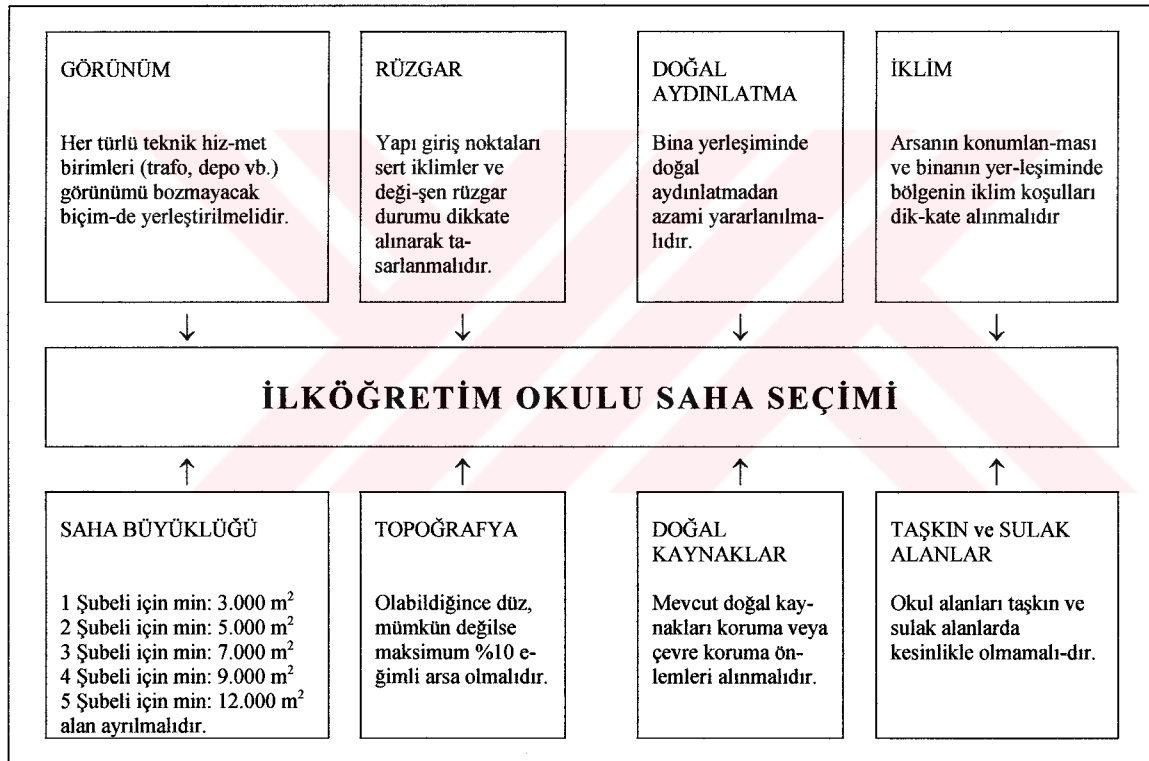 GÖRÜNÜM
Her türlü teknik hiz-met
birimleri (trafo, depo vb.)
görünümü bozmayacak
biçim-de yerleştirilmelidir.
RÜZGAR
Yapı giriş noktaları
sert iklimler ve
deği-şen rüzgar
durumu dikkate
alınarak ta-
sarlanmalıdır.
DOĞAL
AYDINLATMA
Bina yerleşiminde
doğal
aydınlatmadan
azami yararlanılma-
lıdır.
İKLİM
Arsanın konumlan-ması
ve binanın yer-leşiminde
bölgenin iklim koşulları
dik-kate alınmalıdır
↓ ↓ ↓ ↓
İLKÖĞRETİM OKULU SAHA SEÇİMİ
↑ ↑ ↑ ↑
SAHA BÜYÜKLÜĞÜ
1 Şubeli için min: 3.000 m²
2 Şubeli için min: 5.000 m²
3 Şubeli için min: 7.000 m²
4 Şubeli için min: 9.000 m²
5 Şubeli için min: 12.000 m²
alan ayrılmalıdır.
TOPOĞRAFYA
Olabildiğince düz,
mümkün değilse
maksimum %10 e-
ğimli arsa olmalıdır.
DOĞAL
KAYNAKLAR
Mevcut doğal kay-
nakları koruma veya
çevre koruma ön-
lemleri alınmalıdır.
TAŞKIN ve SULAK
ALANLAR
Okul alanları taşkın ve
sulak alanlarda
kesinlikle olmamalı-dır.